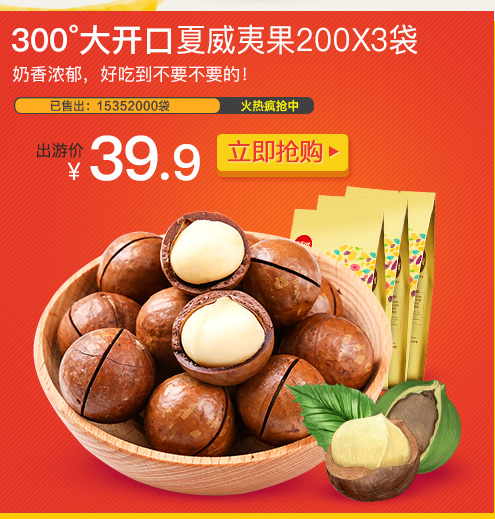 300°大开口夏威夷果200X3袋
奶香浓郁，好吃到不要不要的！
已售出：15352000袋 火热疯抢中
出游价
¥ 39.9 立即抢购